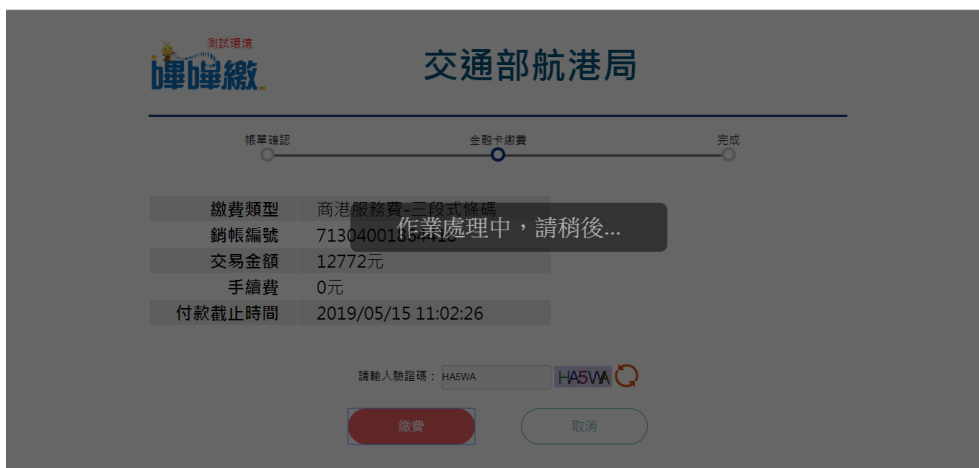 測試環境
嗶嗶繳
交通部航港局
帳單確認 金融卡繳費 完成
繳費類型 商港服務費-三段式條碼
作業處理中，請稍後...
銷帳編號
交易金額 12772元
手續費 0元
付款截止時間 2019/05/15 11:02:26
請輸入驗證碼： HA5WA HA5WA
繳費 取消